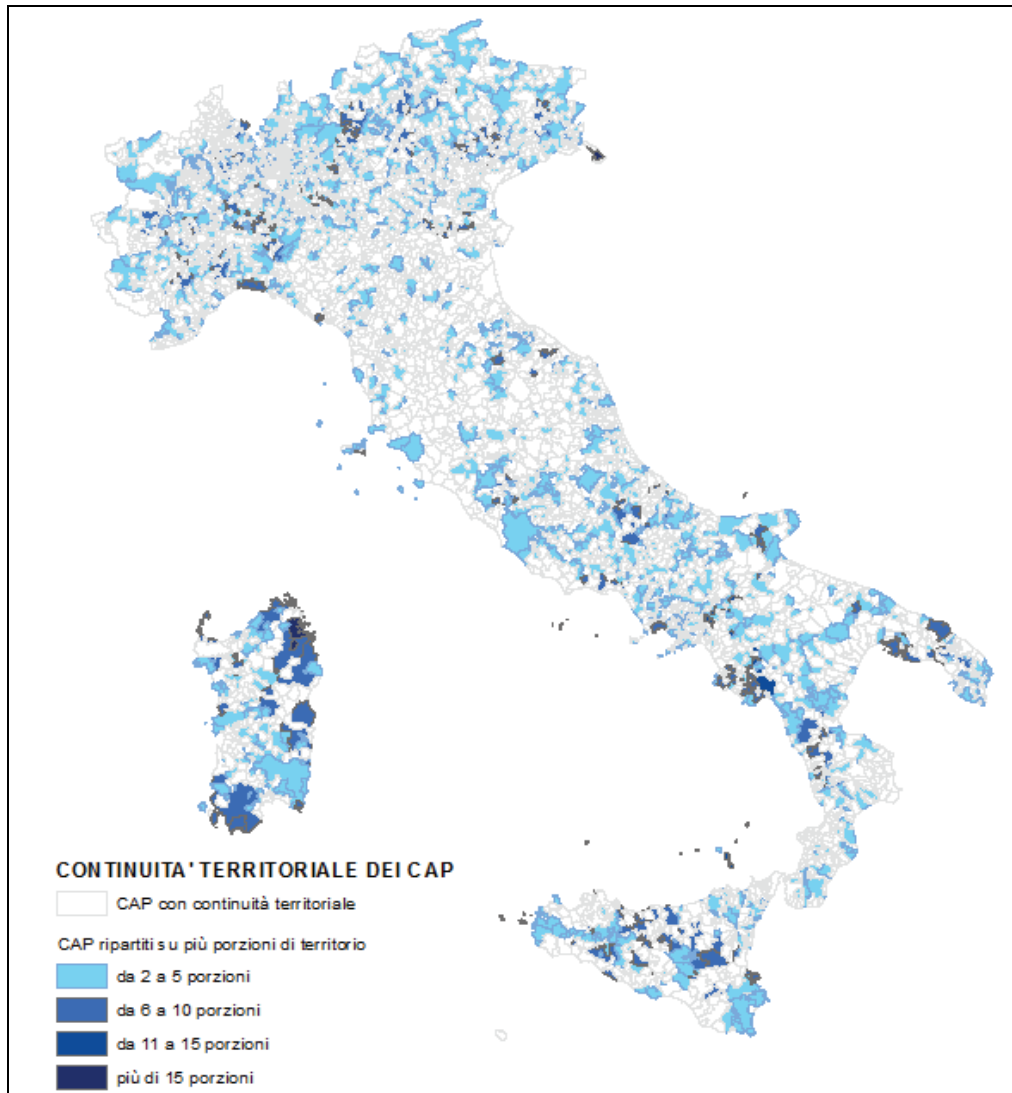 CONTINUITA' TERRITORIALE DEI CAP
CAP con continuità territoriale
CAP ripartiti su più porzioni di territorio
da 2 a 5 porzioni
da 6 a 10 porzioni
da 11 a 15 porzioni
più di 15 porzioni